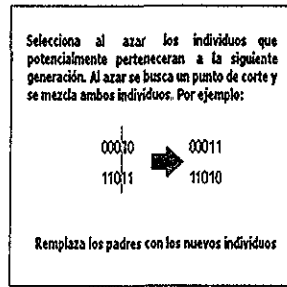 Selecciona al azar los individuos que
potencialmente perteneceran a la siguiente
generación. Al azar se busca un punto de corte y
se mezcla ambos individuos. Por ejemplo:
00010 00011
11011 11010
Remplaza los padres con los nuevos individuos